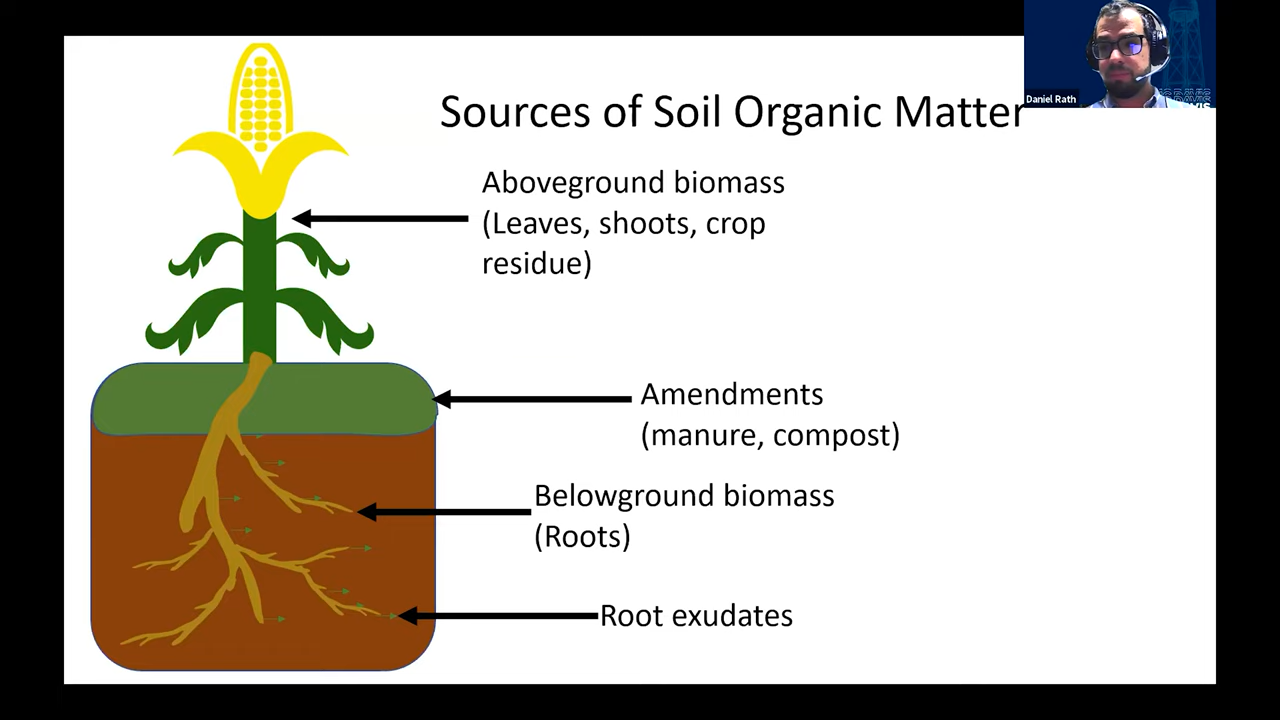 Daniel Rath
Sources of Soil Organic Matter
Aboveground biomass
(Leaves, shoots, crop
residue)
Amendments
(manure, compost)
Belowground biomass
(Roots)
Root exudates